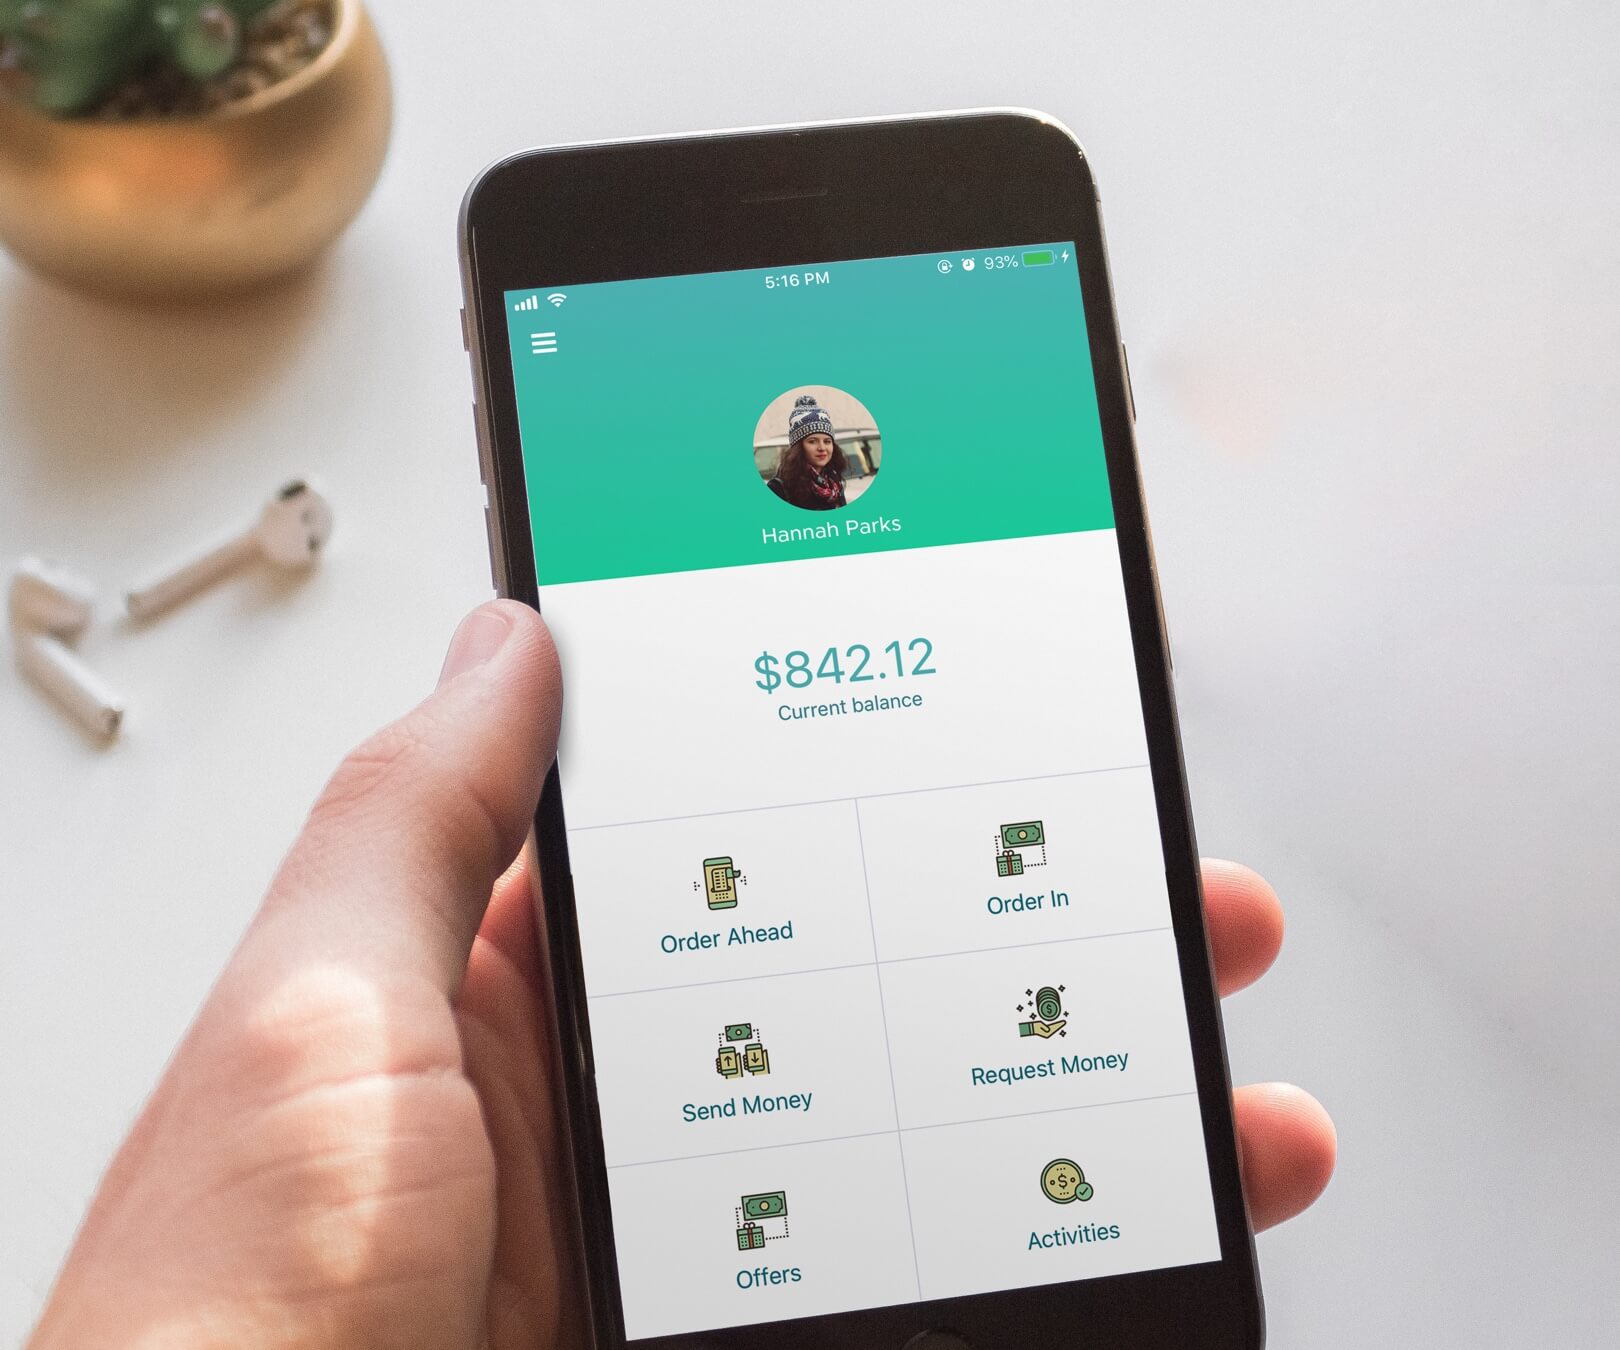 5:16 PM
93%
Hannah Parks
$842.12
Current balance
Order Ahead
Order In
Send Money
Request Money
Offers
Activities